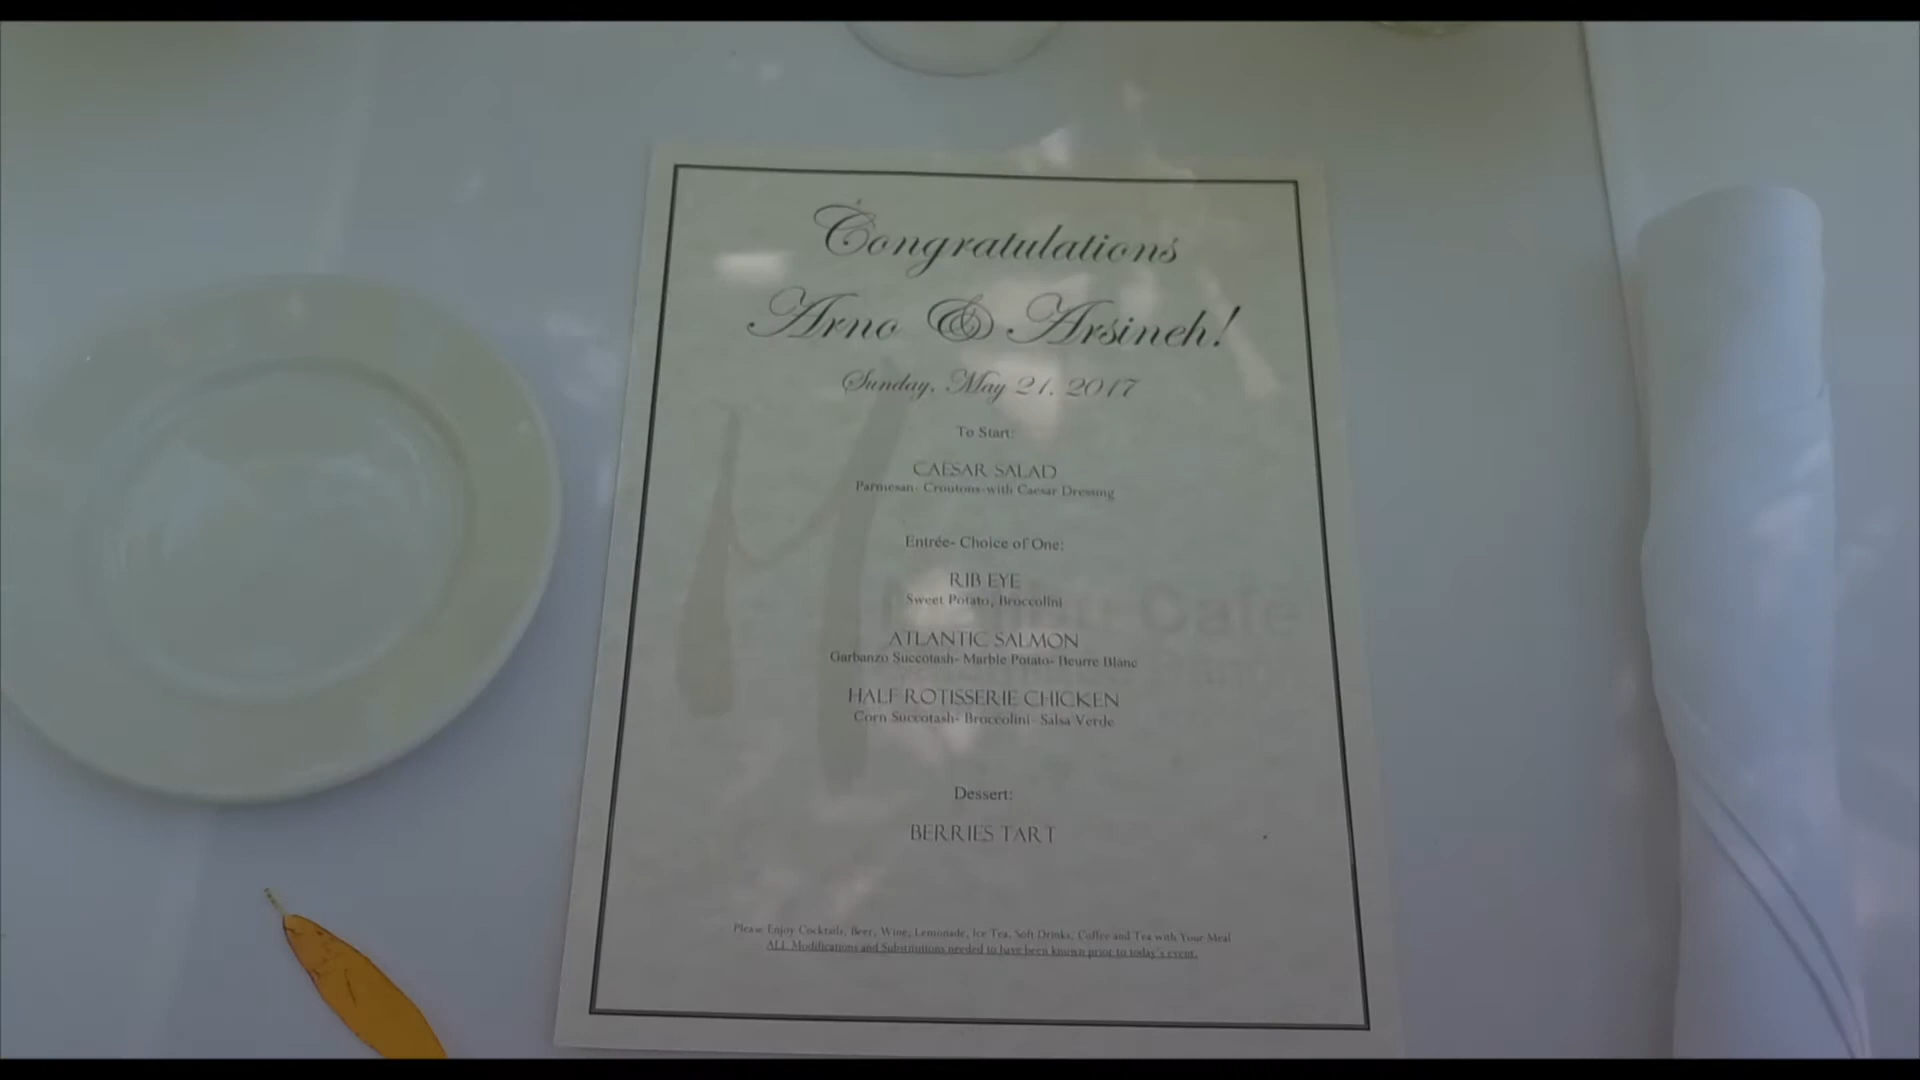 Congratulations
Arno & Arsineh!
Sunday, May 21, 2017
To Start:
CAESAR SALAD
Parmesan- Croutons-with Caesar Dressing
Entrée- Choice of One:
RIB EYE
Sweet Potato, Broccolini
ATLANTIC SALMON
Garbanzo Succotash- Marble Potato- Beurre Blanc
HALF ROTISSERIE CHICKEN
Corn Succotash- Broccolini- Salsa Verde
Dessert:
BERRIES TART
Please Enjoy Cocktails, Beer, Wine, Lemonade, Ice Tea, Soft Drinks, Coffee and Tea with Your Meal
ALL Modifications and Substitutions needed to have been known prior to today's event.
M
Café